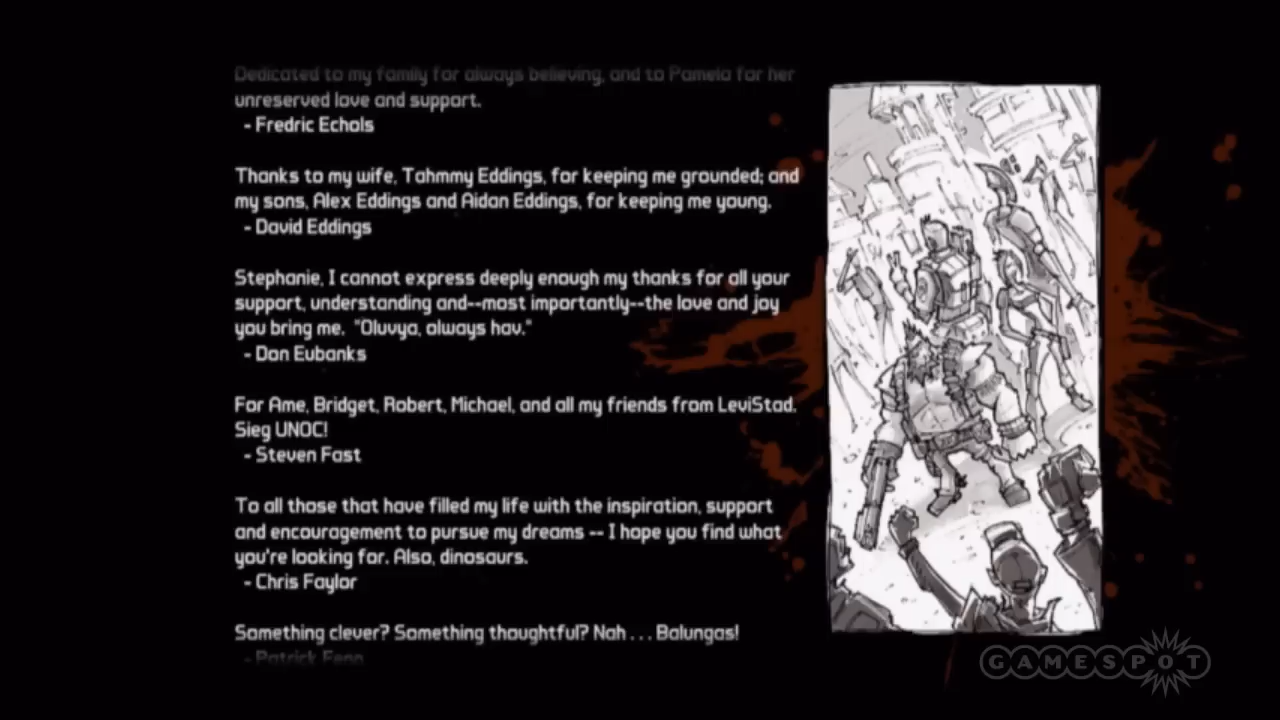 Dedicated to my family for always believing, and to Pamela for her
unreserved love and support.
- Fredric Echols
Thanks to my wife, Tahmmy Eddings, for keeping me grounded; and
my sons, Alex Eddings and Aidan Eddings, for keeping me young.
- David Eddings
Stephanie, I cannot express deeply enough my thanks for all your
support, understanding and--most importantly--the love and joy
you bring me. "Oluvya, always hav."
- Don Eubanks
For Ame, Bridget, Robert, Michael, and all my friends from LeviStad.
Sieg UNOC!
- Steven Fast
To all those that have filled my life with the inspiration, support
and encouragement to pursue my dreams -- I hope you find what
you're looking for. Also, dinosaurs.
- Chris Faylor
Something clever? Something thoughtful? Nah . . . Balungas!
- Patrick Fenn
GAMESPOT